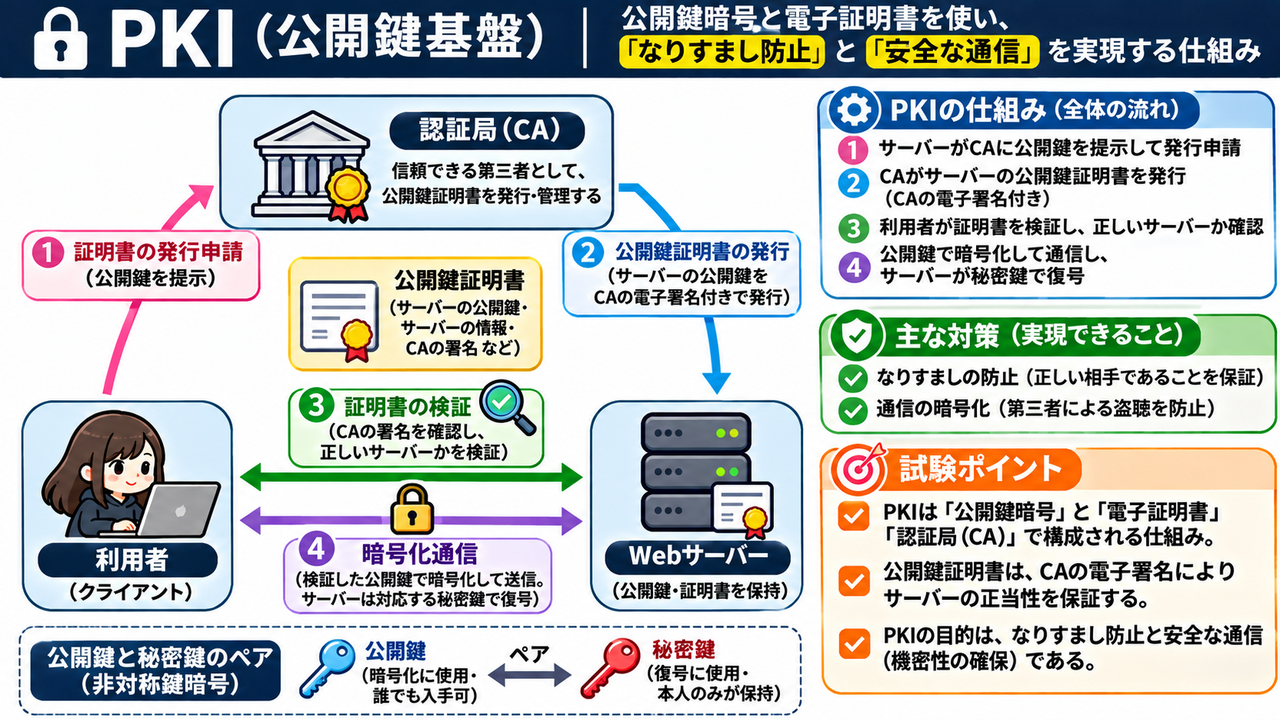 PKI（公開鍵基盤）
公開鍵暗号と電子証明書を使い、
「なりすまし防止」と「安全な通信」を実現する仕組み
認証局（CA）
信頼できる第三者として、
公開鍵証明書を発行・管理する
1 証明書の発行申請
（公開鍵を提示）
2 公開鍵証明書の発行
（サーバーの公開鍵を
CAの電子署名付きで発行）
公開鍵証明書
（サーバーの公開鍵・
サーバーの情報・
CAの署名 など）
3 証明書の検証
（CAの署名を確認し、
正しいサーバーかを検証）
利用者
（クライアント）
4 暗号化通信
（検証した公開鍵で暗号化して送信。
サーバーは対応する秘密鍵で復号）
Webサーバー
（公開鍵・証明書を保持）
公開鍵と秘密鍵のペア
（非対称鍵暗号）
公開鍵
（暗号化に使用・
誰でも入手可）
ペア
秘密鍵
（復号に使用・
本人のみが保持）
PKIの仕組み（全体の流れ）
1 サーバーがCAに公開鍵を提示して発行申請
2 CAがサーバーの公開鍵証明書を発行
（CAの電子署名付き）
3 利用者が証明書を検証し、正しいサーバーか確認
4 公開鍵で暗号化して通信し、
サーバーが秘密鍵で復号
主な対策（実現できること）
なりすましの防止（正しい相手であることを保証）
通信の暗号化（第三者による盗聴を防止）
試験ポイント
PKIは「公開鍵暗号」と「電子証明書」
「認証局（CA）」で構成される仕組み。
公開鍵証明書は、CAの電子署名により
サーバーの正当性を保証する。
PKIの目的は、なりすまし防止と安全な通信
（機密性の確保）である。